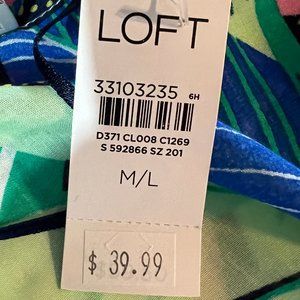 LOFT
33103235 6H
D371 CL008 C1269
S 592866 SZ 201
M/L
$ 39.99